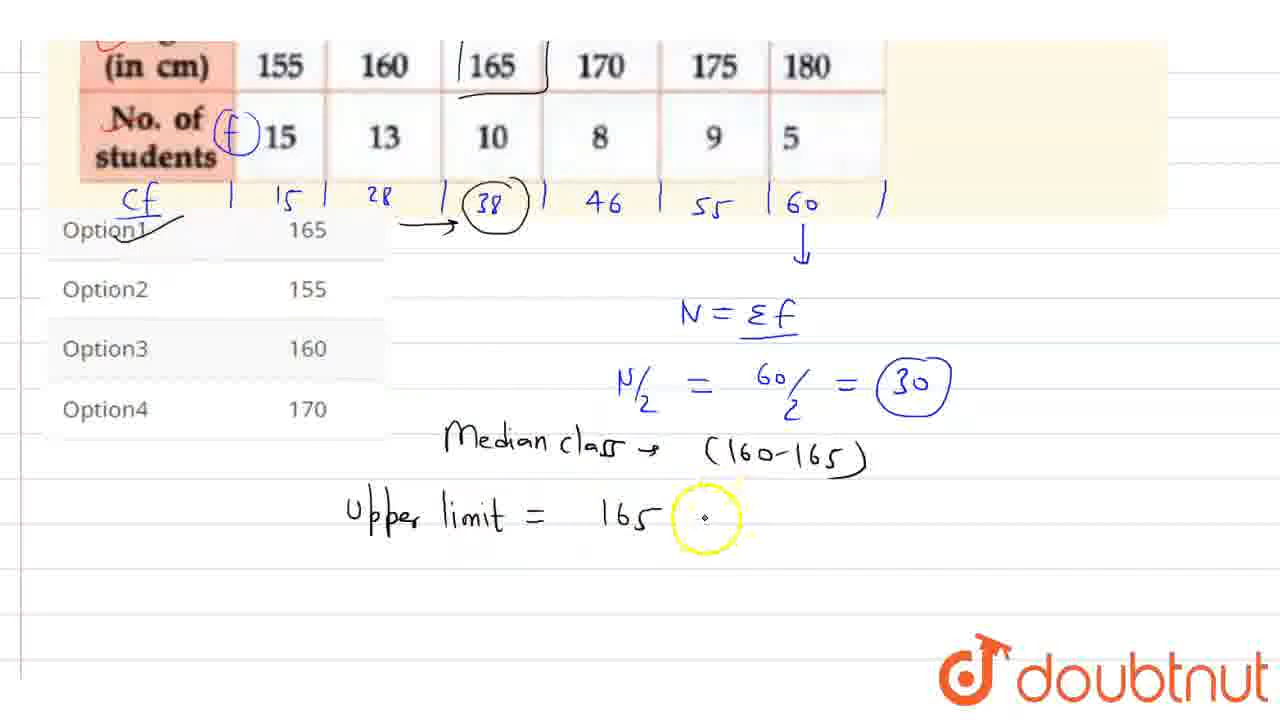 (in cm) 155 160 165 170 175 180
No. of students f 15 13 10 8 9 5
cf 15 28 38 46 55 60
Option1 165
Option2 155
Option3 160
Option4 170
N = Σf
N/2 = 60/2 = 30
Median class → (160-165)
Upper limit = 165
doubtnut